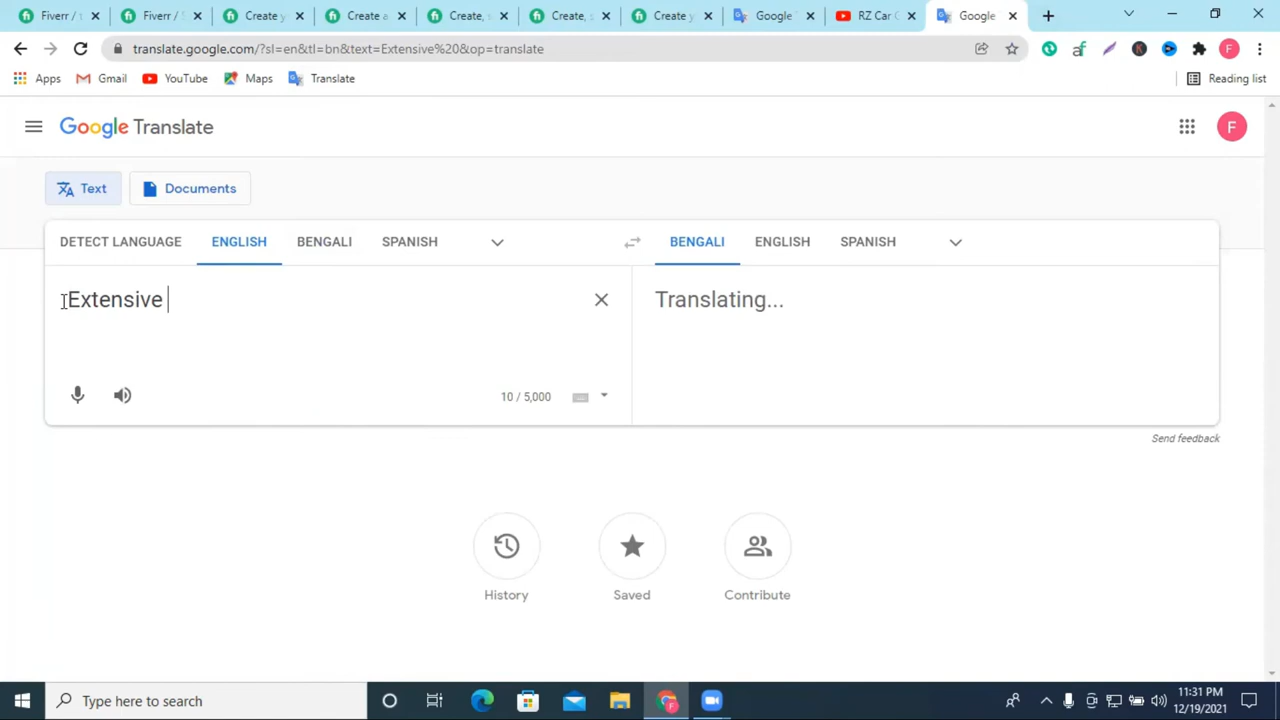 Fiverr /
Fiverr /
Create y
Create a
Create, s
Create, s
Create y
Google T
RZ Car C
Google
translate.google.com/?sl=en&tl=bn&text=Extensive%20&op=translate
F
Apps
Gmail
YouTube
Maps
Translate
Reading list
Google Translate
F
Text
Documents
DETECT LANGUAGE
ENGLISH
BENGALI
SPANISH
BENGALI
ENGLISH
SPANISH
Extensive
Translating...
10 / 5,000
Send feedback
History
Saved
Contribute
Type here to search
11:31 PM
12/19/2021